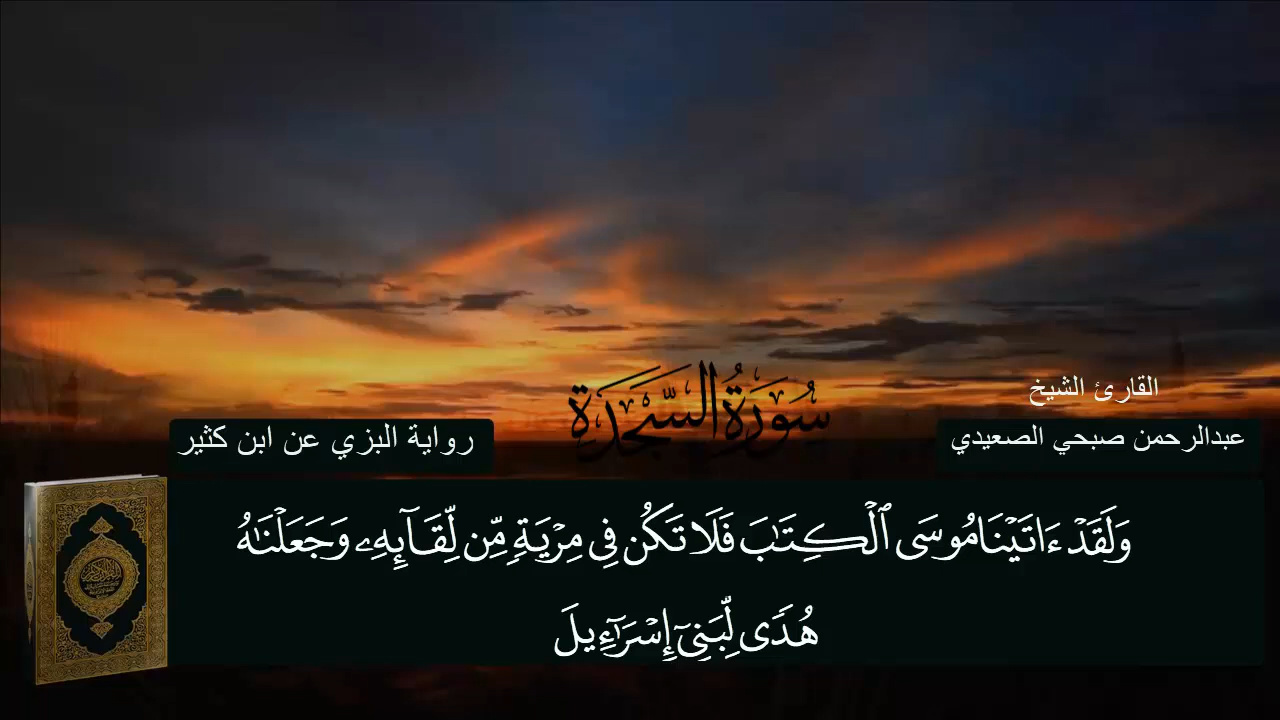 سُورَةُ السَّجْدَةِ
القارئ الشيخ
عبدالرحمن صبحي الصعيدي
رواية البزي عن ابن كثير
وَلَقَدْ ءَاتَيْنَا مُوسَى ٱلْكِتَٰبَ فَلَا تَكُن فِى مِرْيَةٍ مِّن لِّقَآئِهِۦ وَجَعَلْنَٰهُ
هُدًى لِّبَنِىٓ إِسْرَٰٓءِيلَ